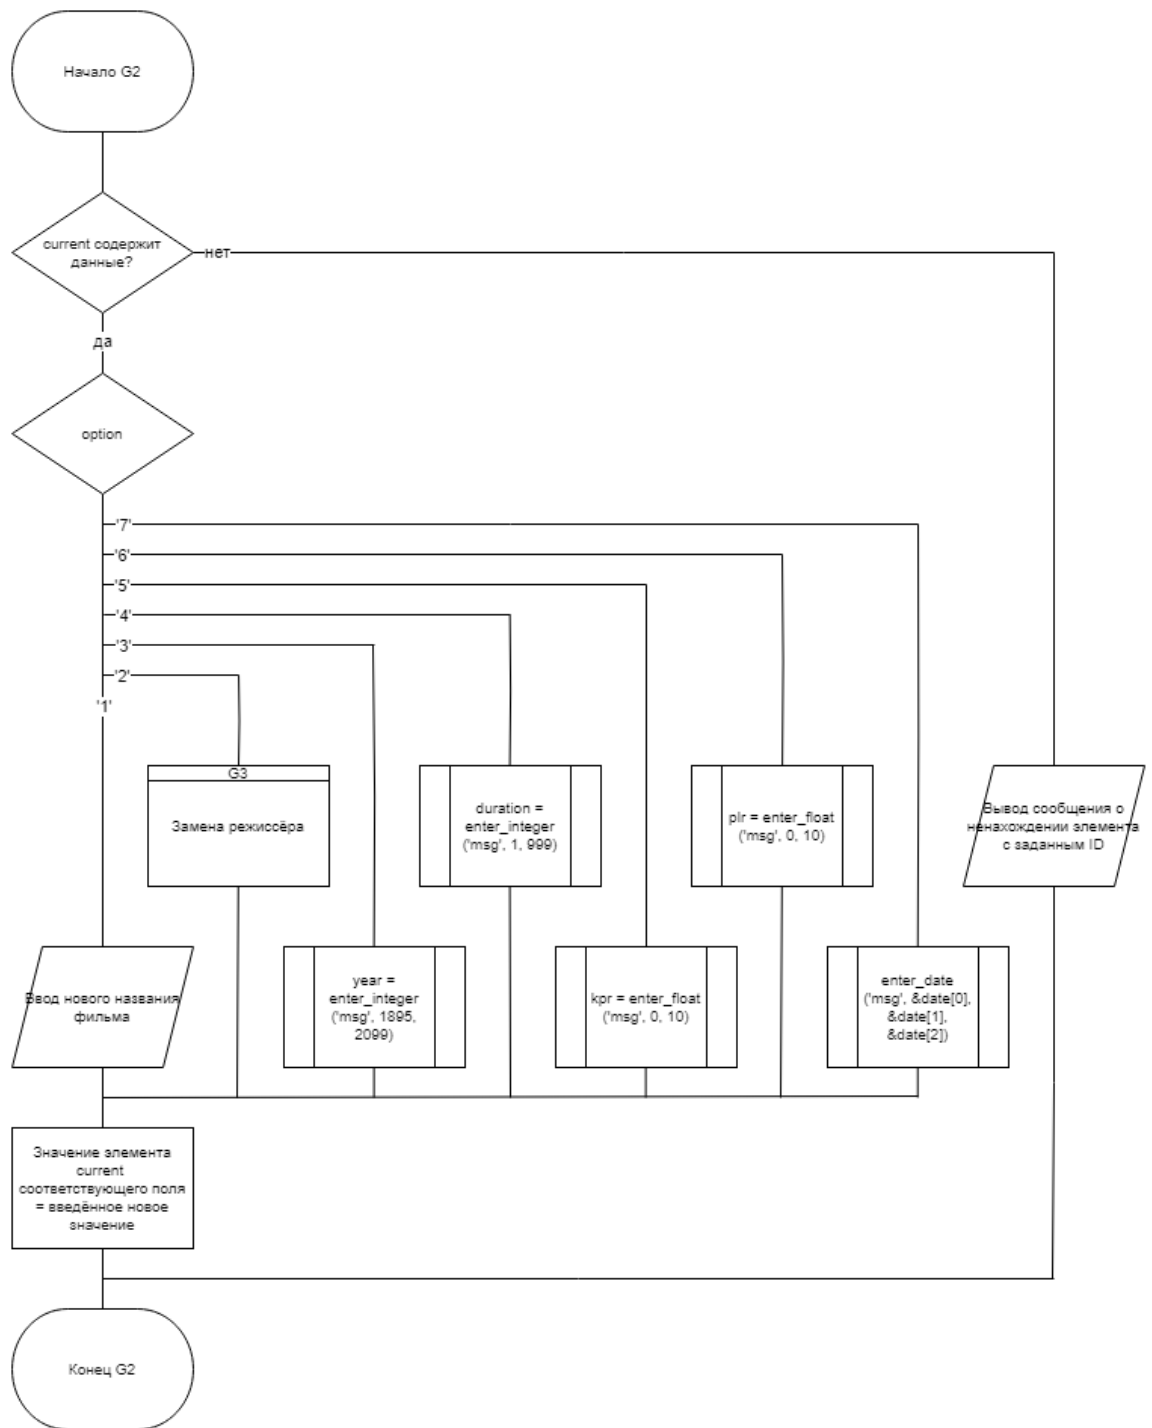 Начало G2
current содержит
данные?
нет
да
option
'7'
'6'
'5'
'4'
'3'
'2'
'1'
G3
Замена режиссёра
duration =
enter_integer
('msg', 1, 999)
plr = enter_float
('msg', 0, 10)
Вывод сообщения о
ненахождении элемента
с заданным ID
Ввод нового названия
фильма
year =
enter_integer
('msg', 1895,
2099)
kpr = enter_float
('msg', 0, 10)
enter_date
('msg', &date[0],
&date[1],
&date[2])
Значение элемента
current
соответствующего поля
= введённое новое
значение
Конец G2